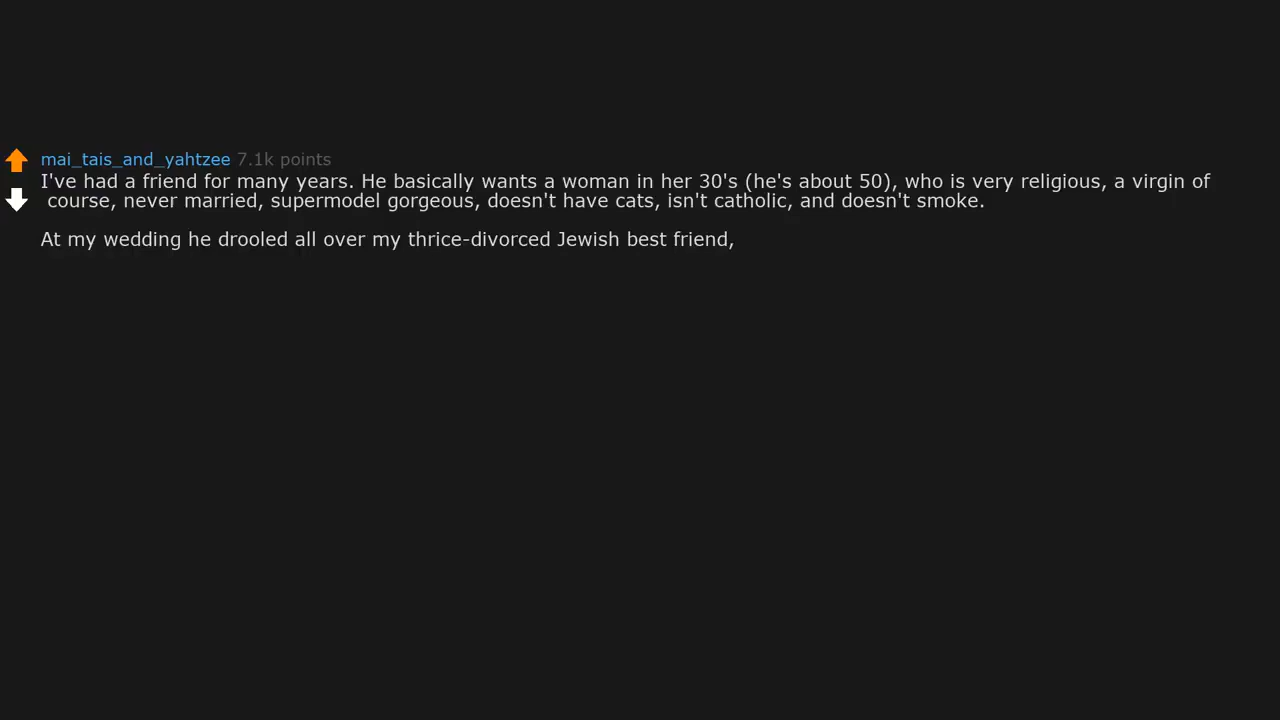 mai_tais_and_yahtzee 7.1k points
I've had a friend for many years. He basically wants a woman in her 30's (he's about 50), who is very religious, a virgin of
course, never married, supermodel gorgeous, doesn't have cats, isn't catholic, and doesn't smoke.
At my wedding he drooled all over my thrice-divorced Jewish best friend,